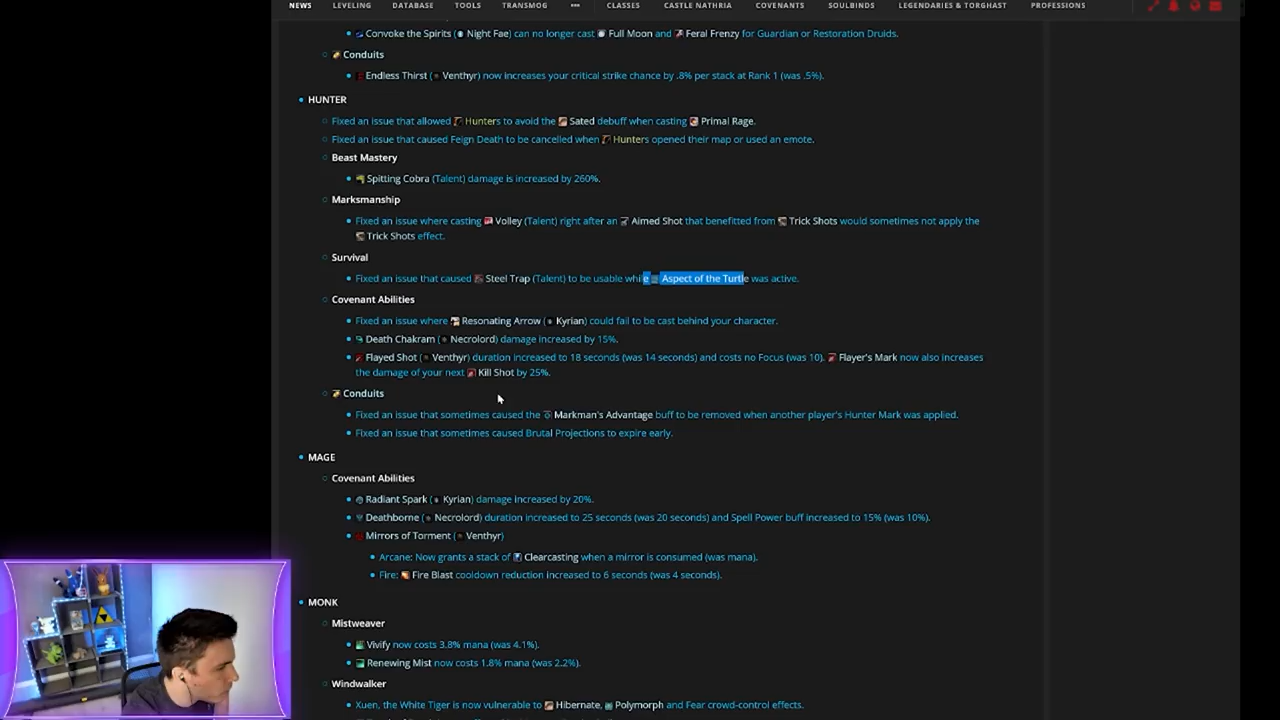 NEWS LEVELING DATABASE TOOLS TRANSMOG ••• CLASSES CASTLE NATHRIA COVENANTS SOULBINDS LEGENDARIES & TORGHAST PROFESSIONS
Convoke the Spirits (Night Fae) can no longer cast Full Moon and Feral Frenzy for Guardian or Restoration Druids.
Conduits
Endless Thirst (Venthyr) now increases your critical strike chance by .8% per stack at Rank 1 (was .5%).
HUNTER
Fixed an issue that allowed Hunters to avoid the Sated debuff when casting Primal Rage.
Fixed an issue that caused Feign Death to be cancelled when Hunters opened their map or used an emote.
Beast Mastery
Spitting Cobra (Talent) damage is increased by 260%.
Marksmanship
Fixed an issue where casting Volley (Talent) right after an Aimed Shot that benefitted from Trick Shots would sometimes not apply the
Trick Shots effect.
Survival
Fixed an issue that caused Steel Trap (Talent) to be usable while Aspect of the Turtle was active.
Covenant Abilities
Fixed an issue where Resonating Arrow (Kyrian) could fail to be cast behind your character.
Death Chakram (Necrolord) damage increased by 15%.
Flayed Shot (Venthyr) duration increased to 18 seconds (was 14 seconds) and costs no Focus (was 10). Flayer's Mark now also increases
the damage of your next Kill Shot by 25%.
Conduits
Fixed an issue that sometimes caused the Markman's Advantage buff to be removed when another player's Hunter Mark was applied.
Fixed an issue that sometimes caused Brutal Projections to expire early.
MAGE
Covenant Abilities
Radiant Spark (Kyrian) damage increased by 20%.
Deathborne (Necrolord) duration increased to 25 seconds (was 20 seconds) and Spell Power buff increased to 15% (was 10%).
Mirrors of Torment (Venthyr)
Arcane: Now grants a stack of Clearcasting when a mirror is consumed (was mana).
Fire: Fire Blast cooldown reduction increased to 6 seconds (was 4 seconds).
MONK
Mistweaver
Vivify now costs 3.8% mana (was 4.1%).
Renewing Mist now costs 1.8% mana (was 2.2%).
Windwalker
Xuen, the White Tiger is now vulnerable to Hibernate, Polymorph and Fear crowd-control effects.